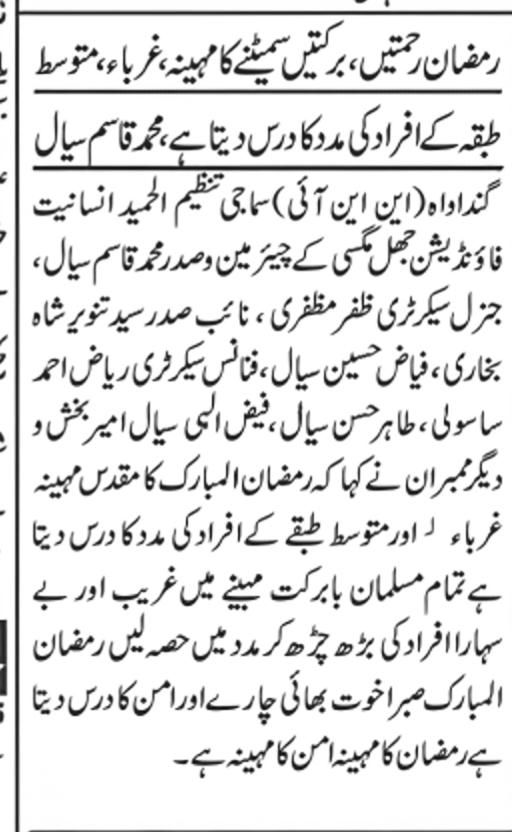 رمضان رحمتیں، برکتیں سمیٹنے کا مہینہ، غرباء، متوسط
طبقہ کے افراد کی مدد کا درس دیتا ہے، محمد قاسم سیال
گنداواہ (این این آئی) سماجی تنظیم الحمید انسانیت
فاؤنڈیشن جھل مگسی کے چیئرمین وصدر محمد قاسم سیال،
جنرل سیکرٹری ظفر مظفری ، نائب صدر سید تنویر شاہ
بخاری، فیاض حسین سیال، فنانس سیکرٹری ریاض احمد
ساسولی، طاہر حسن سیال، فیض الہی سیال امیر بخش و
دیگر ممبران نے کہا کہ رمضان المبارک کا مقدس مہینہ
غرباء اور متوسط طبقے کے افراد کی مدد کا درس دیتا
ہے تمام مسلمان بابرکت مہینے میں غریب اور بے
سہارا افراد کی بڑھ چڑھ کر مدد میں حصہ لیں رمضان
المبارک صبر اخوت بھائی چارے اور امن کا درس دیتا
ہے رمضان کا مہینہ امن کا مہینہ ہے۔